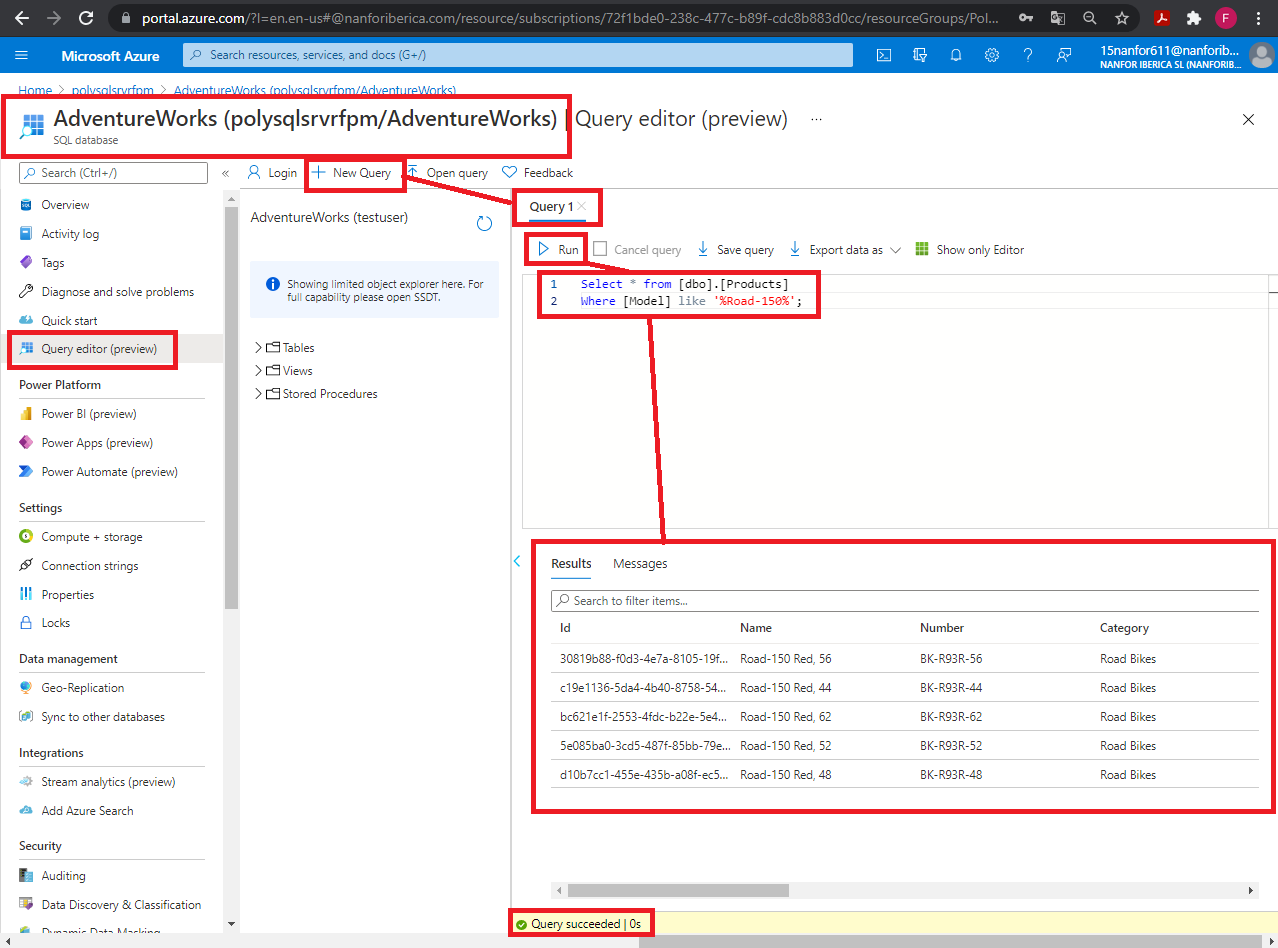 portal.azure.com/?l=en.en-us#@nanforiberica.com/resource/subscriptions/72f1bde0-238c-477c-b89f-cdc8b883d0cc/resourceGroups/Pol...
F
Microsoft Azure
Search resources, services, and docs (G+/)
15nanfor611@nanforib...
NANFOR IBERICA SL (NANFORIB...
Home > polysqlsrvrfpm > AdventureWorks (polysqlsrvrfpm/AdventureWorks)
AdventureWorks (polysqlsrvrfpm/AdventureWorks) | Query editor (preview) ...
SQL database
Search (Ctrl+/)
«
Overview
Activity log
Tags
Diagnose and solve problems
Quick start
Query editor (preview)
Power Platform
Power BI (preview)
Power Apps (preview)
Power Automate (preview)
Settings
Compute + storage
Connection strings
Properties
Locks
Data management
Geo-Replication
Sync to other databases
Integrations
Stream analytics (preview)
Add Azure Search
Security
Auditing
Data Discovery & Classification
Dynamic Data Masking
Login
New Query
Open query
Feedback
AdventureWorks (testuser)
Showing limited object explorer here. For
full capability please open SSDT.
Tables
Views
Stored Procedures
Query 1
Run
Cancel query
Save query
Export data as
Show only Editor
1 Select * from [dbo].[Products]
2 Where [Model] like '%Road-150%';
Results Messages
Search to filter items...
Id Name Number Category
30819b88-f0d3-4e7a-8105-19f... Road-150 Red, 56 BK-R93R-56 Road Bikes
c19e1136-5da4-4b40-8758-54... Road-150 Red, 44 BK-R93R-44 Road Bikes
bc621e1f-2553-4fdc-b22e-5e4... Road-150 Red, 62 BK-R93R-62 Road Bikes
5e085ba0-3cd5-487f-85bb-79e... Road-150 Red, 52 BK-R93R-52 Road Bikes
d10b7cc1-455e-435b-a08f-ec5... Road-150 Red, 48 BK-R93R-48 Road Bikes
Query succeeded | 0s